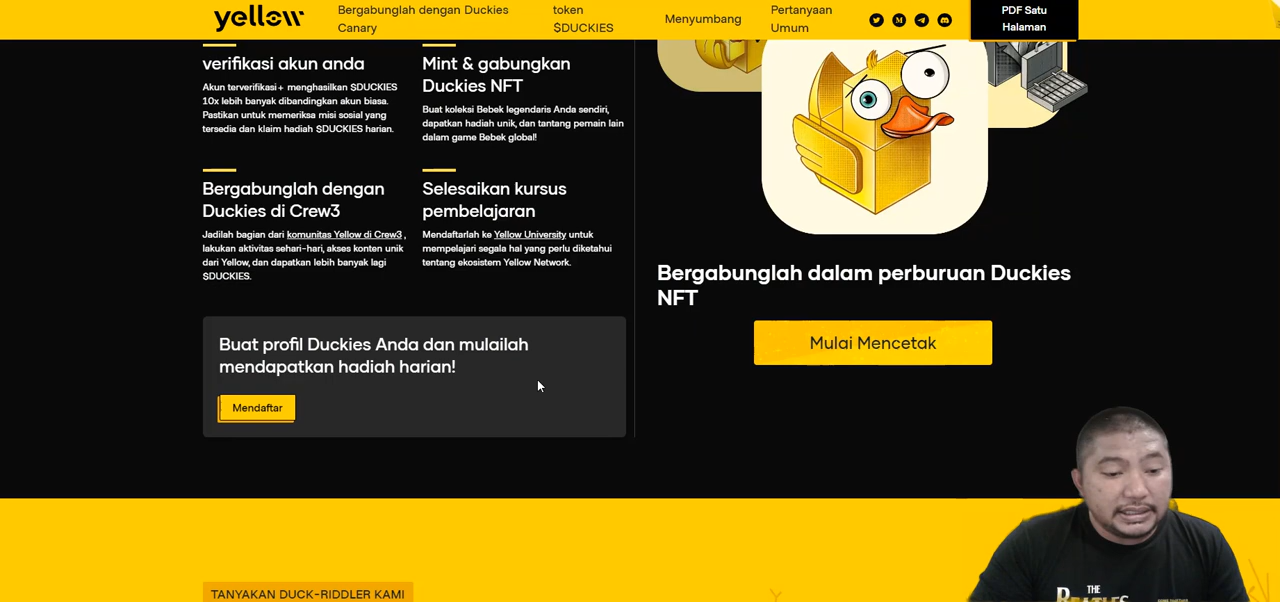 yellow
Bergabunglah dengan Duckies
Canary
token
$DUCKIES
Menyumbang
Pertanyaan
Umum
PDF Satu
Halaman
verifikasi akun anda
Akun terverifikasi+ menghasilkan $DUCKIES
10x lebih banyak dibandingkan akun biasa.
Pastikan untuk memeriksa misi sosial yang
tersedia dan klaim hadiah $DUCKIES harian.
Mint & gabungkan
Duckies NFT
Buat koleksi Bebek legendaris Anda sendiri,
dapatkan hadiah unik, dan tantang pemain lain
dalam game Bebek global!
Bergabunglah dengan
Duckies di Crew3
Jadilah bagian dari komunitas Yellow di Crew3 ,
lakukan aktivitas sehari-hari, akses konten unik
dari Yellow, dan dapatkan lebih banyak lagi
$DUCKIES.
Selesaikan kursus
pembelajaran
Mendaftarlah ke Yellow University untuk
mempelajari segala hal yang perlu diketahui
tentang ekosistem Yellow Network.
Buat profil Duckies Anda dan mulailah
mendapatkan hadiah harian!
Mendaftar
Bergabunglah dalam perburuan Duckies
NFT
Mulai Mencetak
TANYAKAN DUCK-RIDDLER KAMI
THE